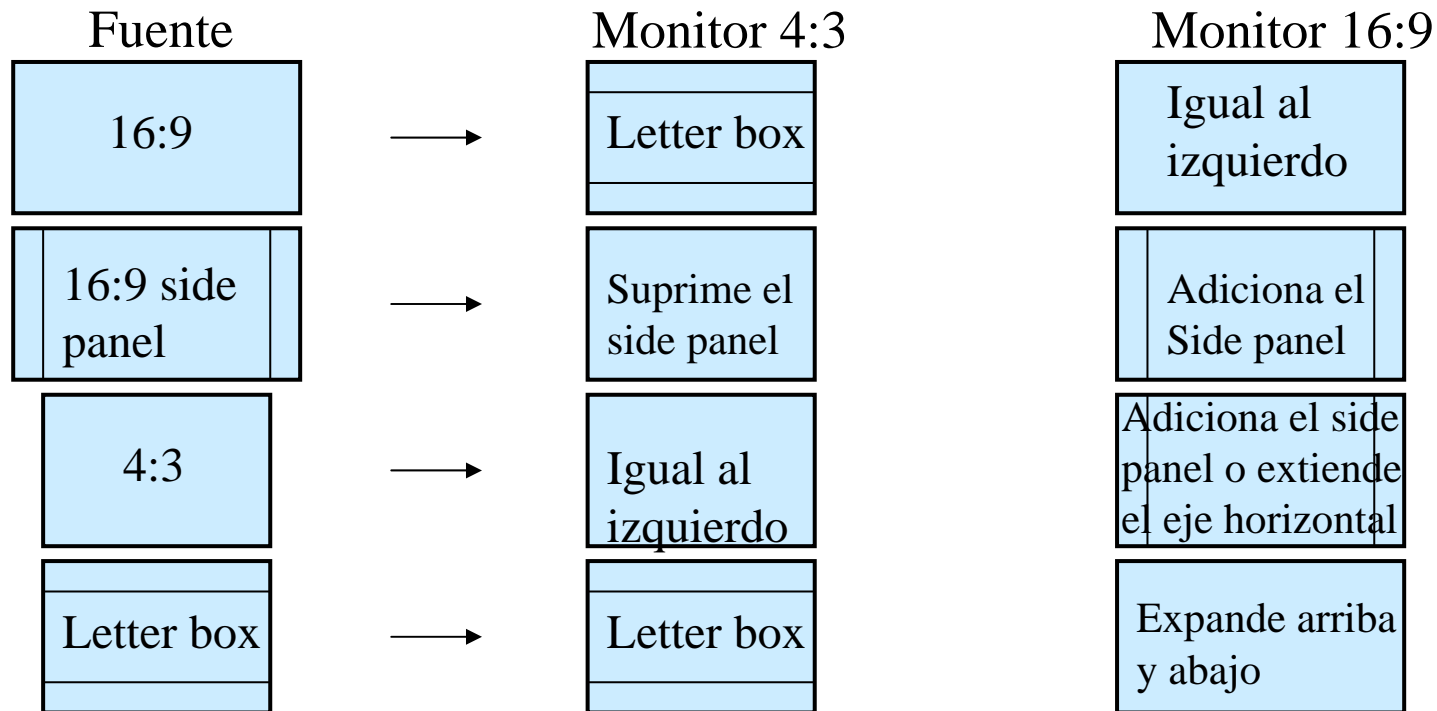 Fuente
Monitor 4:3
Monitor 16:9
16:9
Letter box
Igual al
izquierdo
16:9 side
panel
Suprime el
side panel
Adiciona el
Side panel
4:3
Igual al
izquierdo
Adiciona el side
panel o extiende
el eje horizontal
Letter box
Letter box
Expande arriba
y abajo